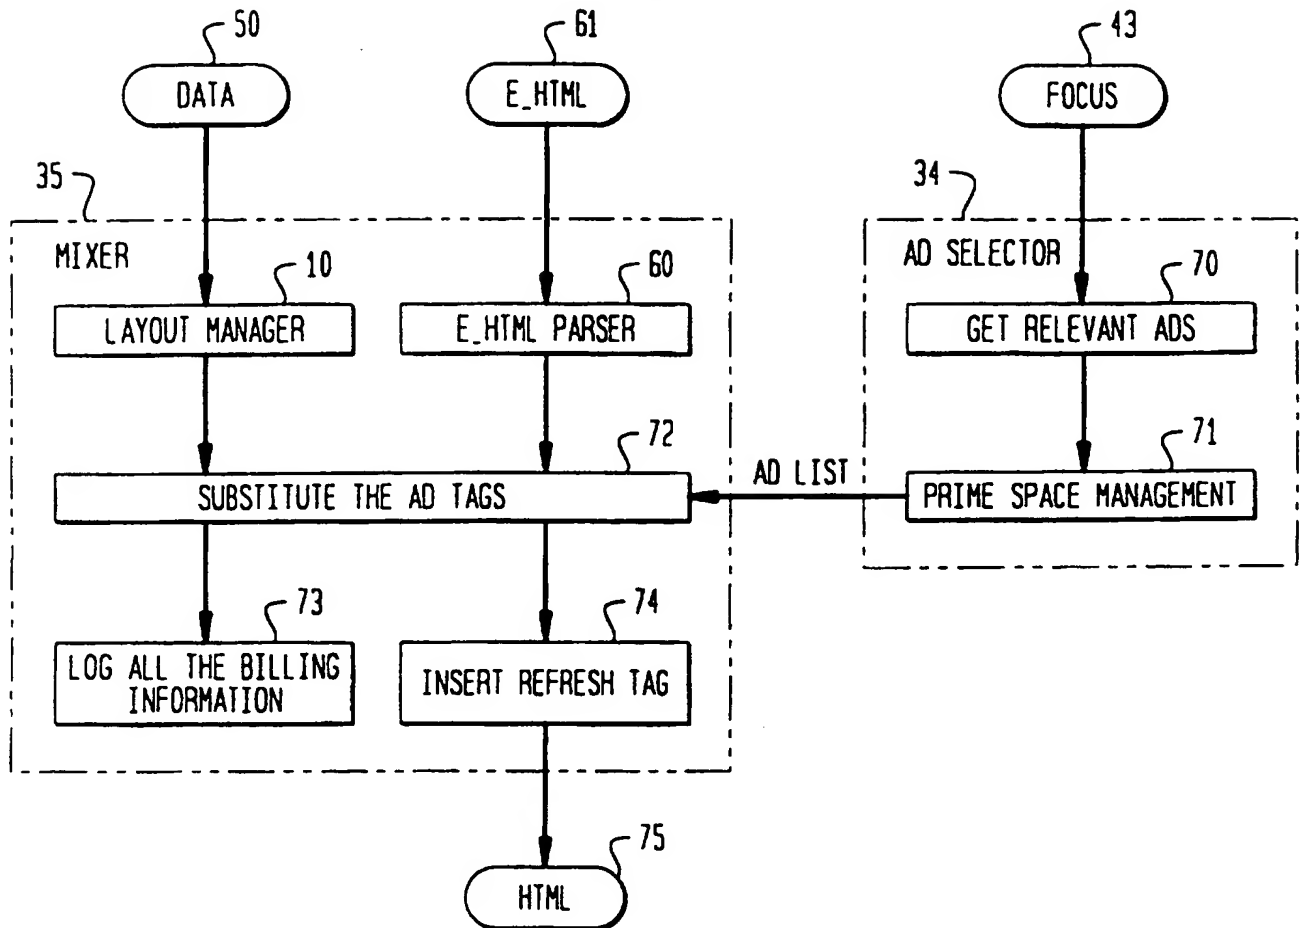 50
61
43
DATA
E_HTML
FOCUS
35
34
MIXER
AD SELECTOR
10
60
70
LAYOUT MANAGER
E_HTML PARSER
GET RELEVANT ADS
72
71
SUBSTITUTE THE AD TAGS
AD LIST
PRIME SPACE MANAGEMENT
73
74
LOG ALL THE BILLING
INFORMATION
INSERT REFRESH TAG
75
HTML